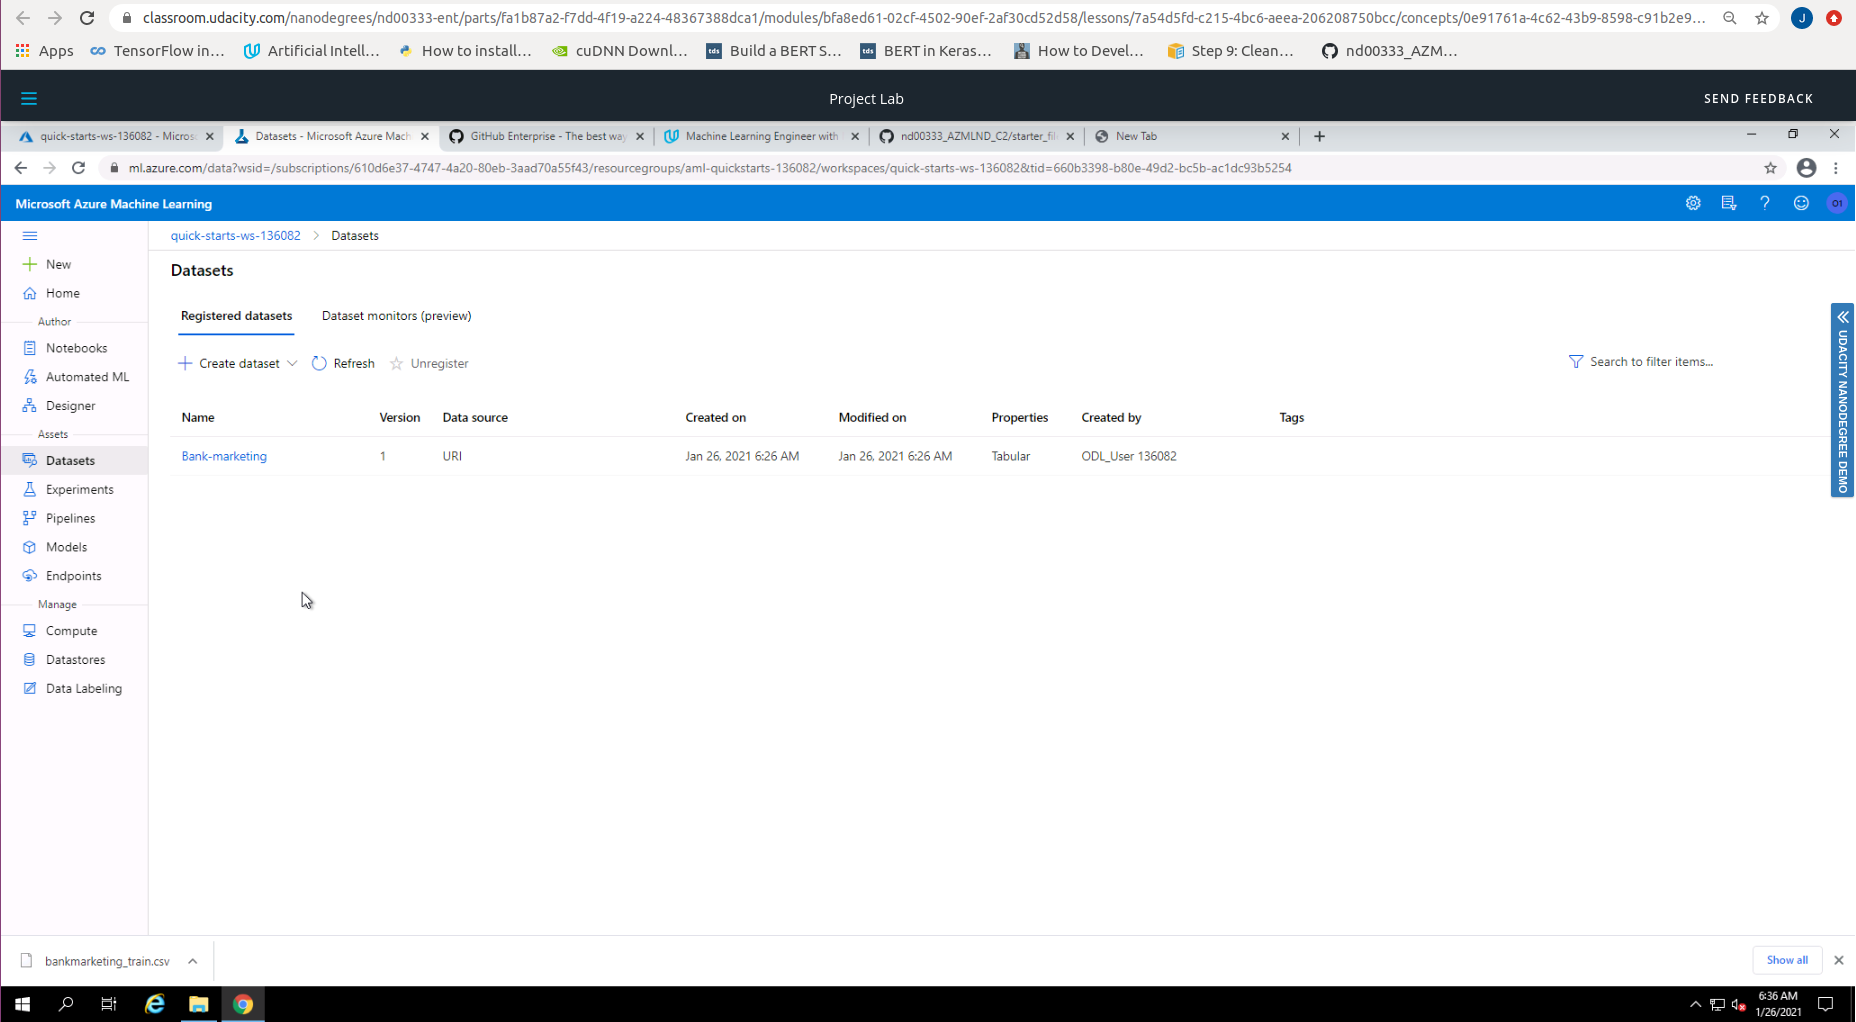 classroom.udacity.com/nanodegrees/nd00333-ent/parts/fa1b87a2-f7dd-4f19-a224-48367388dca1/modules/bfa8ed61-02cf-4502-90ef-2af30cd52d58/lessons/7a54d5fd-c215-4bc6-aeea-206208750bcc/concepts/0e91761a-4c62-43b9-8598-c91b2e9... J
Apps TensorFlow in... Artificial Intell... How to install... cuDNN Downl... tds Build a BERT S... tds BERT in Keras... How to Devel... Step 9: Clean... nd00333_AZM...
Project Lab SEND FEEDBACK
quick-starts-ws-136082 - Micros Datasets - Microsoft Azure Mach GitHub Enterprise - The best way Machine Learning Engineer with nd00333_AZMLND_C2/starter_fil New Tab
ml.azure.com/data?wsid=/subscriptions/610d6e37-4747-4a20-80eb-3aad70a55f43/resourcegroups/aml-quickstarts-136082/workspaces/quick-starts-ws-136082&tid=660b3398-b80e-49d2-bc5b-ac1dc93b5254
Microsoft Azure Machine Learning O1
quick-starts-ws-136082 > Datasets
New
Home
Author
Notebooks
Automated ML
Designer
Assets
Datasets
Experiments
Pipelines
Models
Endpoints
Manage
Compute
Datastores
Data Labeling
Datasets
Registered datasets Dataset monitors (preview)
Create dataset Refresh Unregister Search to filter items...
Name Version Data source Created on Modified on Properties Created by Tags
Bank-marketing 1 URI Jan 26, 2021 6:26 AM Jan 26, 2021 6:26 AM Tabular ODL_User 136082
UDACITY NANODEGREE DEMO
bankmarketing_train.csv Show all
6:36 AM
1/26/2021